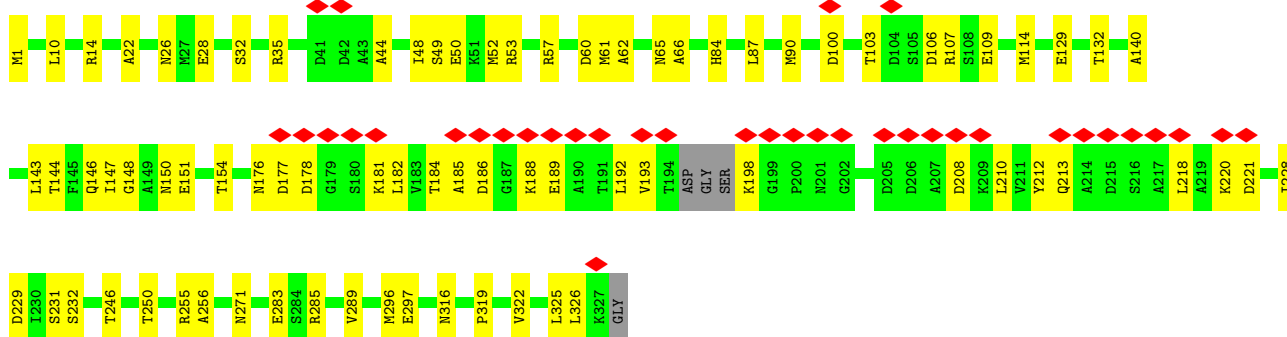 M1 L10 R14 A22 N26 M27 E28 S32 R35 D41 D42 A43 A44 I48 S49 E50 K51 M52 R53 R57 D60 M61 A62 N65 A66 H84 L87 M90 D100 T103 D104 S105 D106 R107 S108 E109 M114 E129 T132 A140
L143 T144 F145 Q146 I147 G148 A149 N150 E151 T154 N176 D177 D178 G179 S180 K181 L182 V183 T184 A185 D186 G187 K188 E189 A190 T191 L192 V193 T194 ASP GLY SER K198 G199 P200 N201 G202 D205 D206 A207 D208 K209 L210 V211 Y212 Q213 A214 D215 S216 A217 L218 A219 K220 D221
D229 I230 S231 S232 T246 T250 R255 A256 N271 E283 S284 R285 V289 M296 E297 N316 P319 V322 L325 L326 K327 GLY